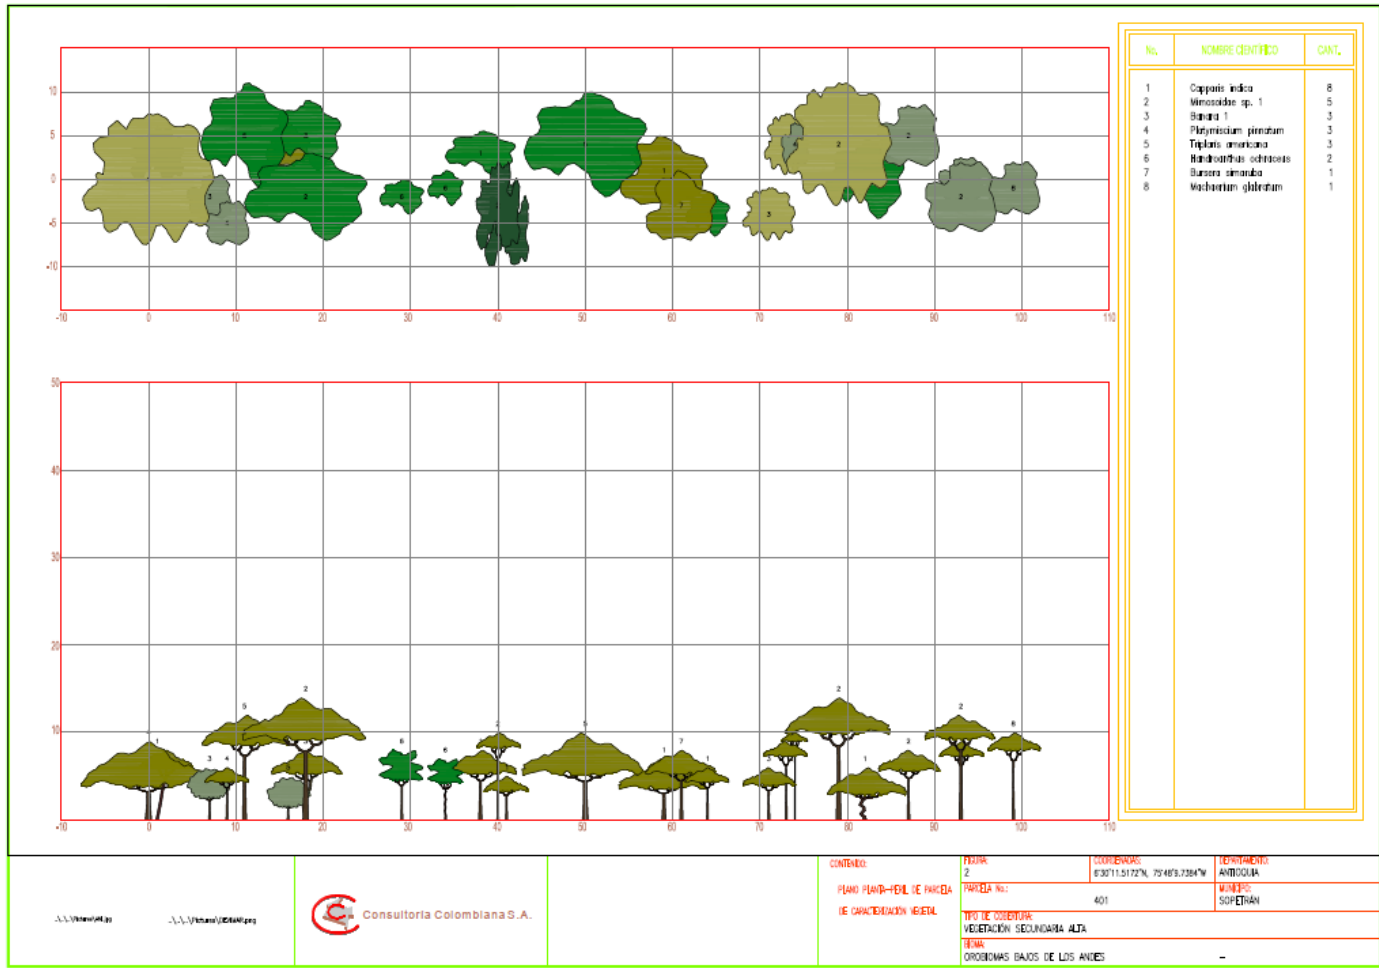 No. NOMBRE CIENTÍFICO CANT.
1 Capparis indica 8
2 Mimosoidae sp. 1 5
3 Banara 1 3
4 Platymiscium pinnatum 3
5 Triplaris americana 3
6 Handroanthus ochraceus 2
7 Bursera simaruba 1
8 Machaerium glabratum 1
10
5
0
-5
-10
-10 0 10 20 30 40 50 60 70 80 90 100 110
50
40
30
20
10
-10 0 10 20 30 40 50 60 70 80 90 100 110
Consultoría Colombiana S.A.
CONTENIDO:
PLANO PLANTA-PERIL DE PARCELA
DE CARACTERIZACIÓN VEGETAL
FIGURA:
2
COORDENADAS:
6°30'11.5172"N, 75°48'9.7384"W
DEPARTAMENTO:
ANTIOQUIA
PARCELA No.:
401
MUNICIPIO:
SOPETRÁN
TIPO DE COBERTURA:
VEGETACIÓN SECUNDARIA ALTA
BIOMA:
OROBIOMAS BAJOS DE LOS ANDES –